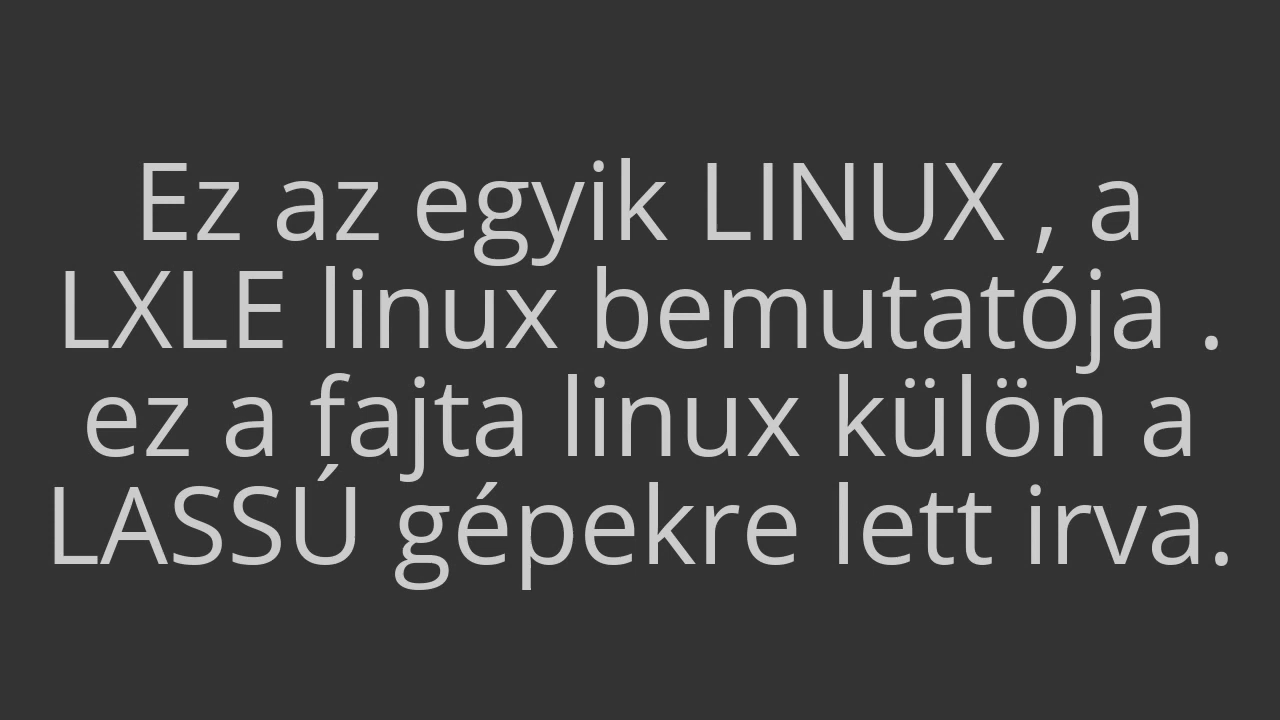 Ez az egyik LINUX , a
LXLE linux bemutatója .
ez a fajta linux külön a
LASSÚ gépekre lett irva.